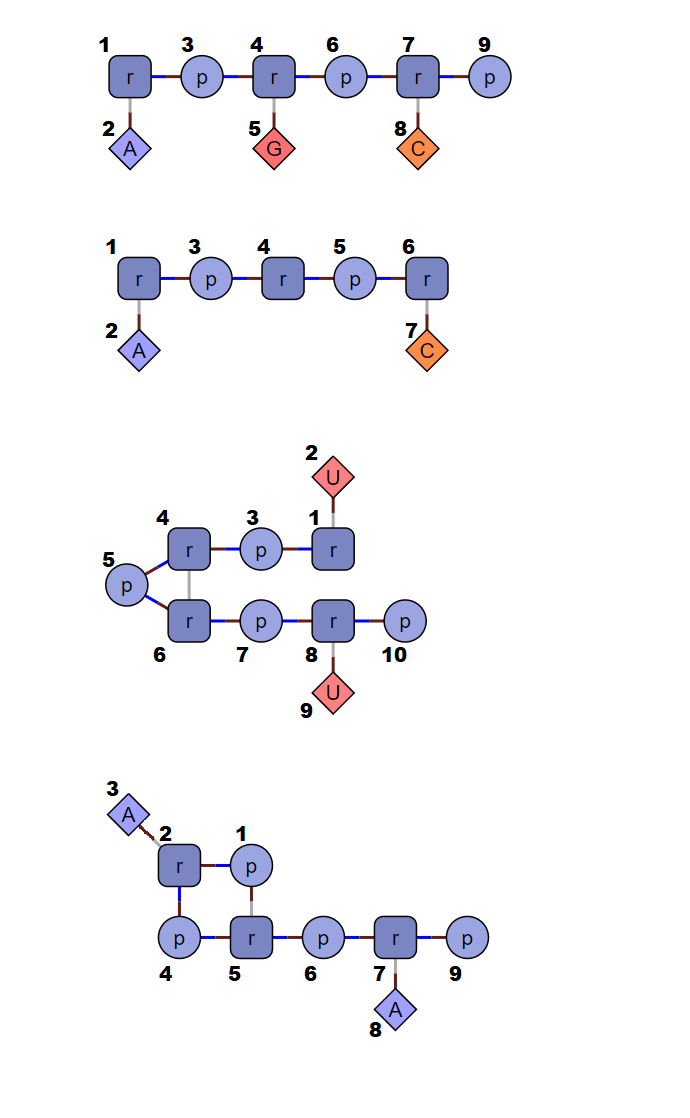 1 3 4 6 7 9
r p r p r p
2 5 8
A G C
1 3 4 5 6
r p r p r
2 7
A C
2
U
4 3 1
r p r
5
p
r p r p
6 7 8 10
U
9
3
A
2 1
r p
p r p r p
4 5 6 7 9
A
8